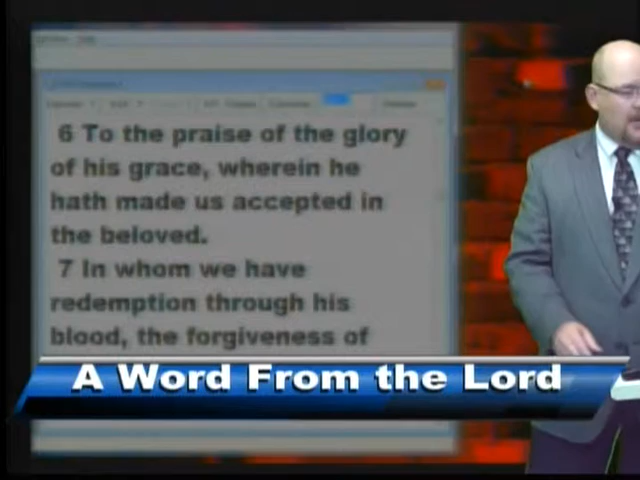 6 To the praise of the glory
of his grace, wherein he
hath made us accepted in
the beloved.
7 In whom we have
redemption through his
blood, the forgiveness of
A Word From the Lord